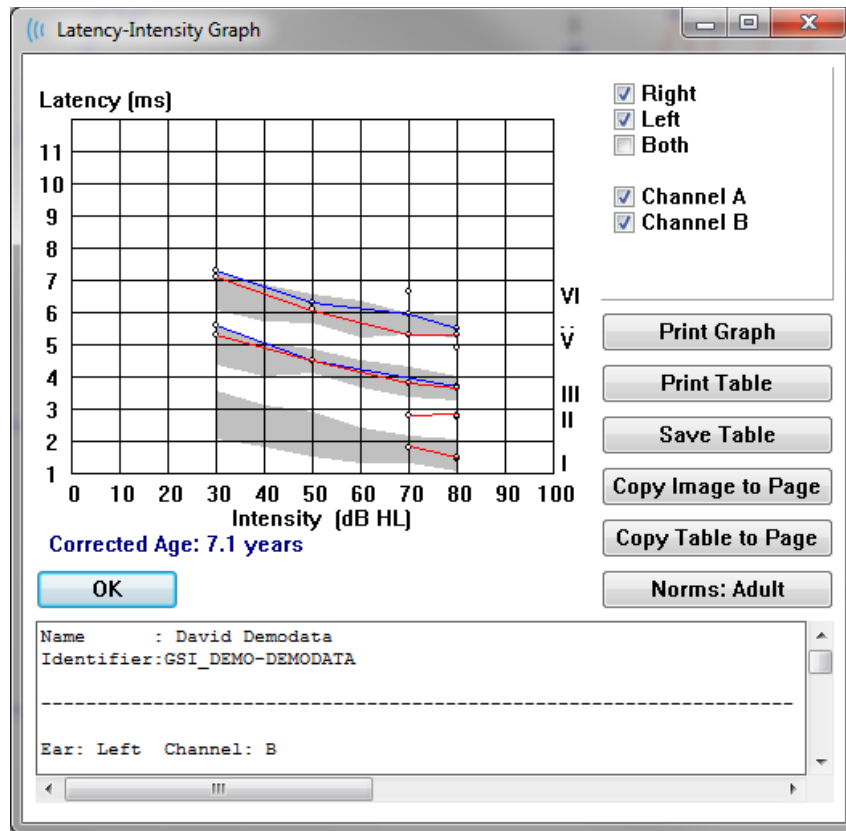 Latency-Intensity Graph
Latency (ms)
11
10
9
8
7
6
5
4
3
2
1
0 10 20 30 40 50 60 70 80 90 100
Intensity (dB HL)
VI
V
III
II
I
Corrected Age: 7.1 years
Right
Left
Both
Channel A
Channel B
Print Graph
Print Table
Save Table
Copy Image to Page
Copy Table to Page
Norms: Adult
OK
Name : David Demodata
Identifier:GSI_DEMO-DEMODATA
-------------------------------------------------------------------
Ear: Left Channel: B